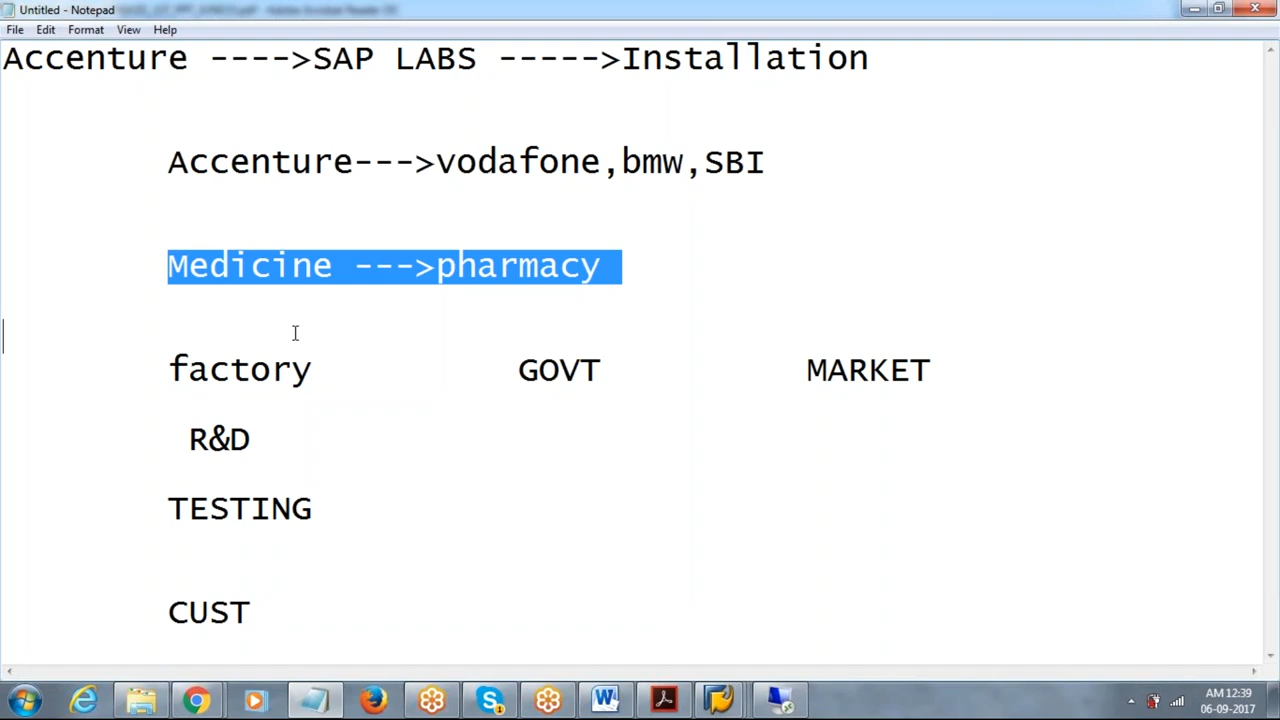 Untitled - Notepad
File Edit Format View Help
Accenture ---->SAP LABS ----->Installation
Accenture--->vodafone,bmw,SBI
Medicine --->pharmacy
factory GOVT MARKET
R&D
TESTING
CUST
AM 12:39
06-09-2017